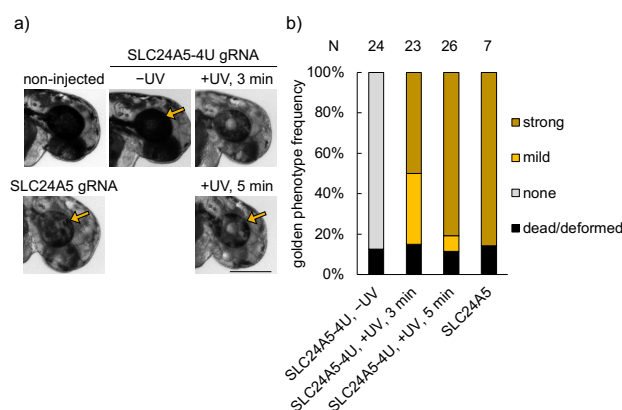 a)
SLC24A5-4U gRNA
non-injected
−UV
+UV, 3 min
SLC24A5 gRNA
+UV, 5 min
b)
N 24 23 26 7
golden phenotype frequency
100%
80%
60%
40%
20%
0%
strong
mild
none
dead/deformed
SLC24A5-4U, −UV
SLC24A5-4U, +UV, 3 min
SLC24A5-4U, +UV, 5 min
SLC24A5